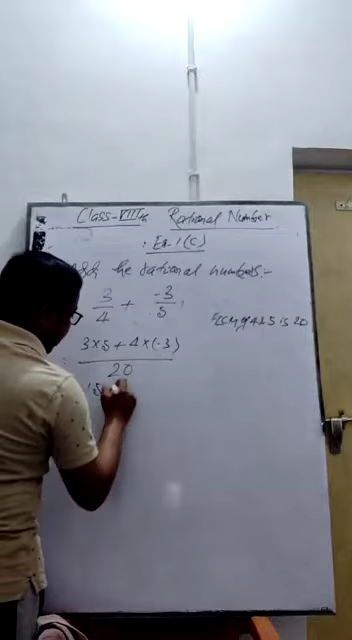 Class-VIIIth Rational Number
Ex. 1(C)
Add the rational numbers:-
3/4 + -3/5
LCM of 4 & 5 is 20
3×5+4×(-3)
20
15